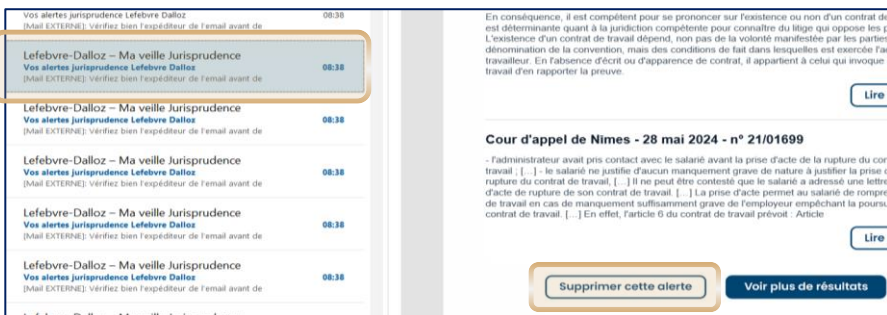 Vos alertes jurisprudence Lefebvre Dalloz 08:38
[Mail EXTERNE]: Vérifiez bien l'expéditeur de l'email avant de
Lefebvre-Dalloz – Ma veille Jurisprudence
Vos alertes jurisprudence Lefebvre Dalloz 08:38
[Mail EXTERNE]: Vérifiez bien l'expéditeur de l'email avant de
Lefebvre-Dalloz – Ma veille Jurisprudence
Vos alertes jurisprudence Lefebvre Dalloz 08:38
[Mail EXTERNE]: Vérifiez bien l'expéditeur de l'email avant de
Lefebvre-Dalloz – Ma veille Jurisprudence
Vos alertes jurisprudence Lefebvre Dalloz 08:38
[Mail EXTERNE]: Vérifiez bien l'expéditeur de l'email avant de
Lefebvre-Dalloz – Ma veille Jurisprudence
Vos alertes jurisprudence Lefebvre Dalloz 08:38
[Mail EXTERNE]: Vérifiez bien l'expéditeur de l'email avant de
Lefebvre-Dalloz – Ma veille Jurisprudence
Vos alertes jurisprudence Lefebvre Dalloz 08:38
[Mail EXTERNE]: Vérifiez bien l'expéditeur de l'email avant de
En conséquence, il est compétent pour se prononcer sur l'existence ou non d'un contrat de
est déterminante quant à la juridiction compétente pour connaître du litige qui oppose les
L'existence d'un contrat de travail dépend, non pas de la volonté manifestée par les parties
dénomination de la convention, mais des conditions de fait dans lesquelles est exercée
travailleur. En l'absence d'écrit ou d'apparence de contrat, il appartient à celui qui invoque
travail d'en rapporter la preuve.
Lire
Cour d'appel de Nîmes - 28 mai 2024 - n° 21/01699
- l'administrateur avait pris contact avec le salarié avant la prise d'acte de la rupture du
travail ; [...] - le salarié ne justifie d'aucun manquement grave de nature à justifier la prise
rupture du contrat de travail, [...] Il ne peut être contesté que le salarié a adressé une lettre
d'acte de rupture de son contrat de travail. [...] La prise d'acte permet au salarié de rompre
de travail en cas de manquement suffisamment grave de l'employeur empêchant la
contrat de travail. [...] En effet, l'article 6 du contrat de travail prévoit : Article
Lire
Supprimer cette alerte Voir plus de résultats